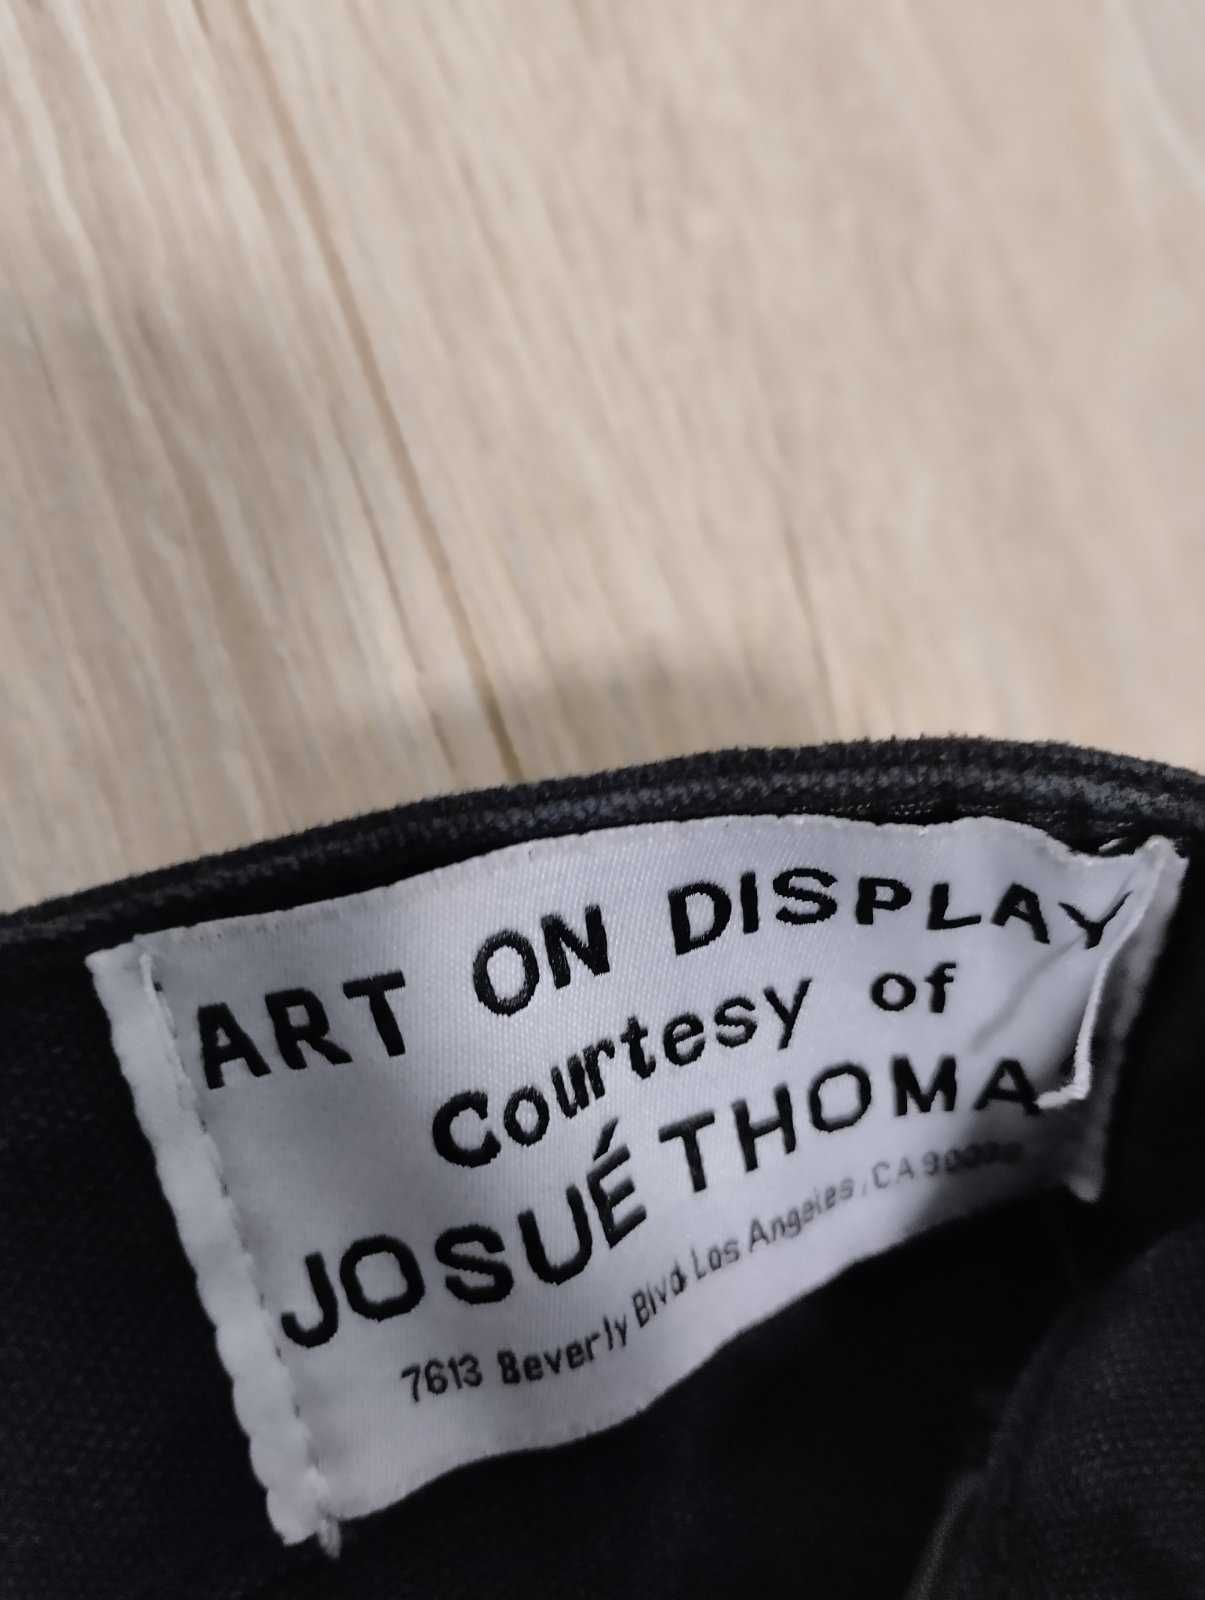 ART ON DISPLAY
Courtesy of
JOSUÉ THOMA
7613 Beverly Blvd Los Angeles, CA